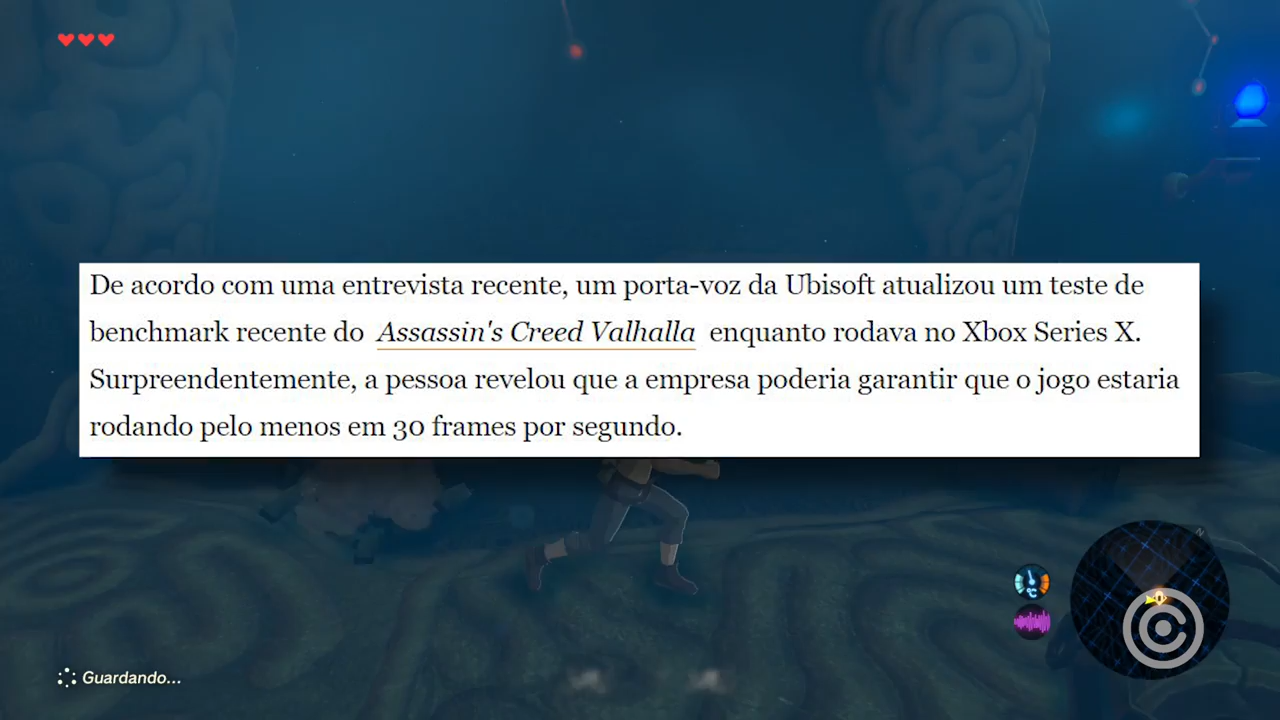 De acordo com uma entrevista recente, um porta-voz da Ubisoft atualizou um teste de
benchmark recente do Assassin's Creed Valhalla enquanto rodava no Xbox Series X.
Surpreendentemente, a pessoa revelou que a empresa poderia garantir que o jogo estaria
rodando pelo menos em 30 frames por segundo.
N
°C
Guardando...